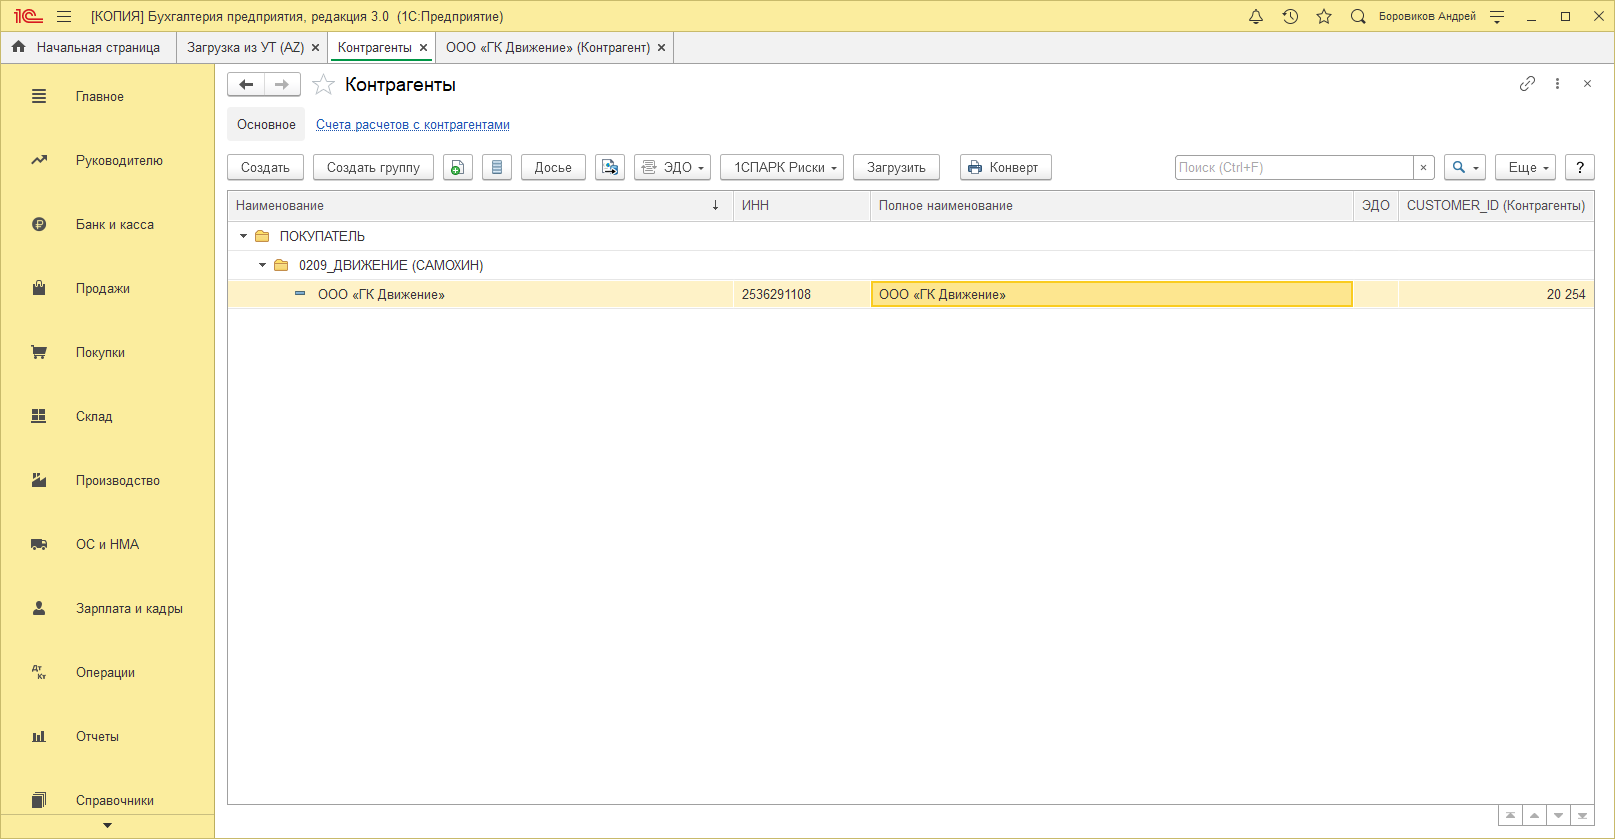 1С [КОПИЯ] Бухгалтерия предприятия, редакция 3.0 (1С:Предприятие) Боровиков Андрей
Начальная страница Загрузка из УТ (AZ) Контрагенты ООО «ГК Движение» (Контрагент)
Контрагенты
Основное Счета расчетов с контрагентами
Создать Создать группу Досье ЭДО 1СПАРК Риски Загрузить Конверт Поиск (Ctrl+F) Еще ?
Наименование ИНН Полное наименование ЭДО CUSTOMER_ID (Контрагенты)
ПОКУПАТЕЛЬ
0209_ДВИЖЕНИЕ (САМОХИН)
ООО «ГК Движение» 2536291108 ООО «ГК Движение» 20 254
Главное
Руководителю
Банк и касса
Продажи
Покупки
Склад
Производство
ОС и НМА
Зарплата и кадры
Дт
Кт
Операции
Отчеты
Справочники